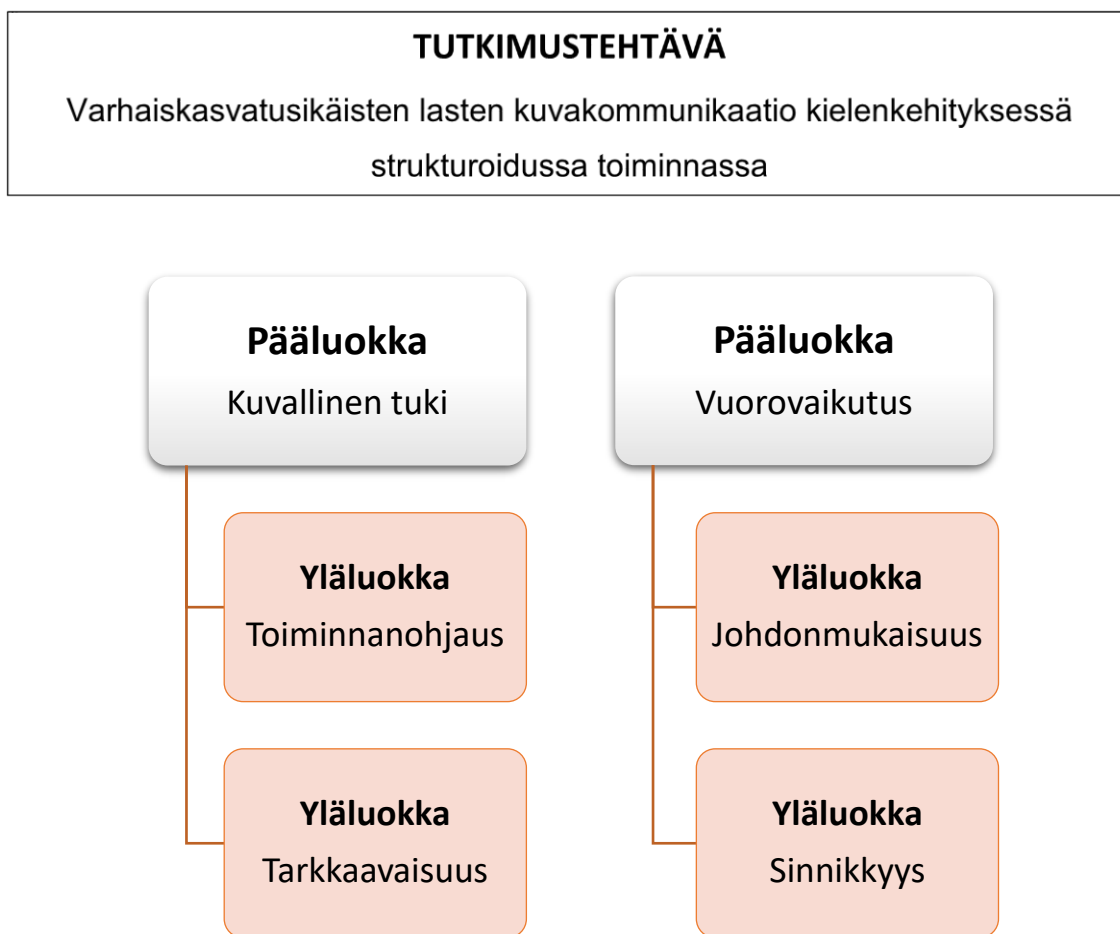 TUTKIMUSTEHTÄVÄ
Varhaiskasvatusikäisten lasten kuvakommunikaatio kielenkehityksessä
strukturoidussa toiminnassa
Pääluokka
Kuvallinen tuki
Pääluokka
Vuorovaikutus
Yläluokka
Toiminnanohjaus
Yläluokka
Johdonmukaisuus
Yläluokka
Tarkkaavaisuus
Yläluokka
Sinnikkyys